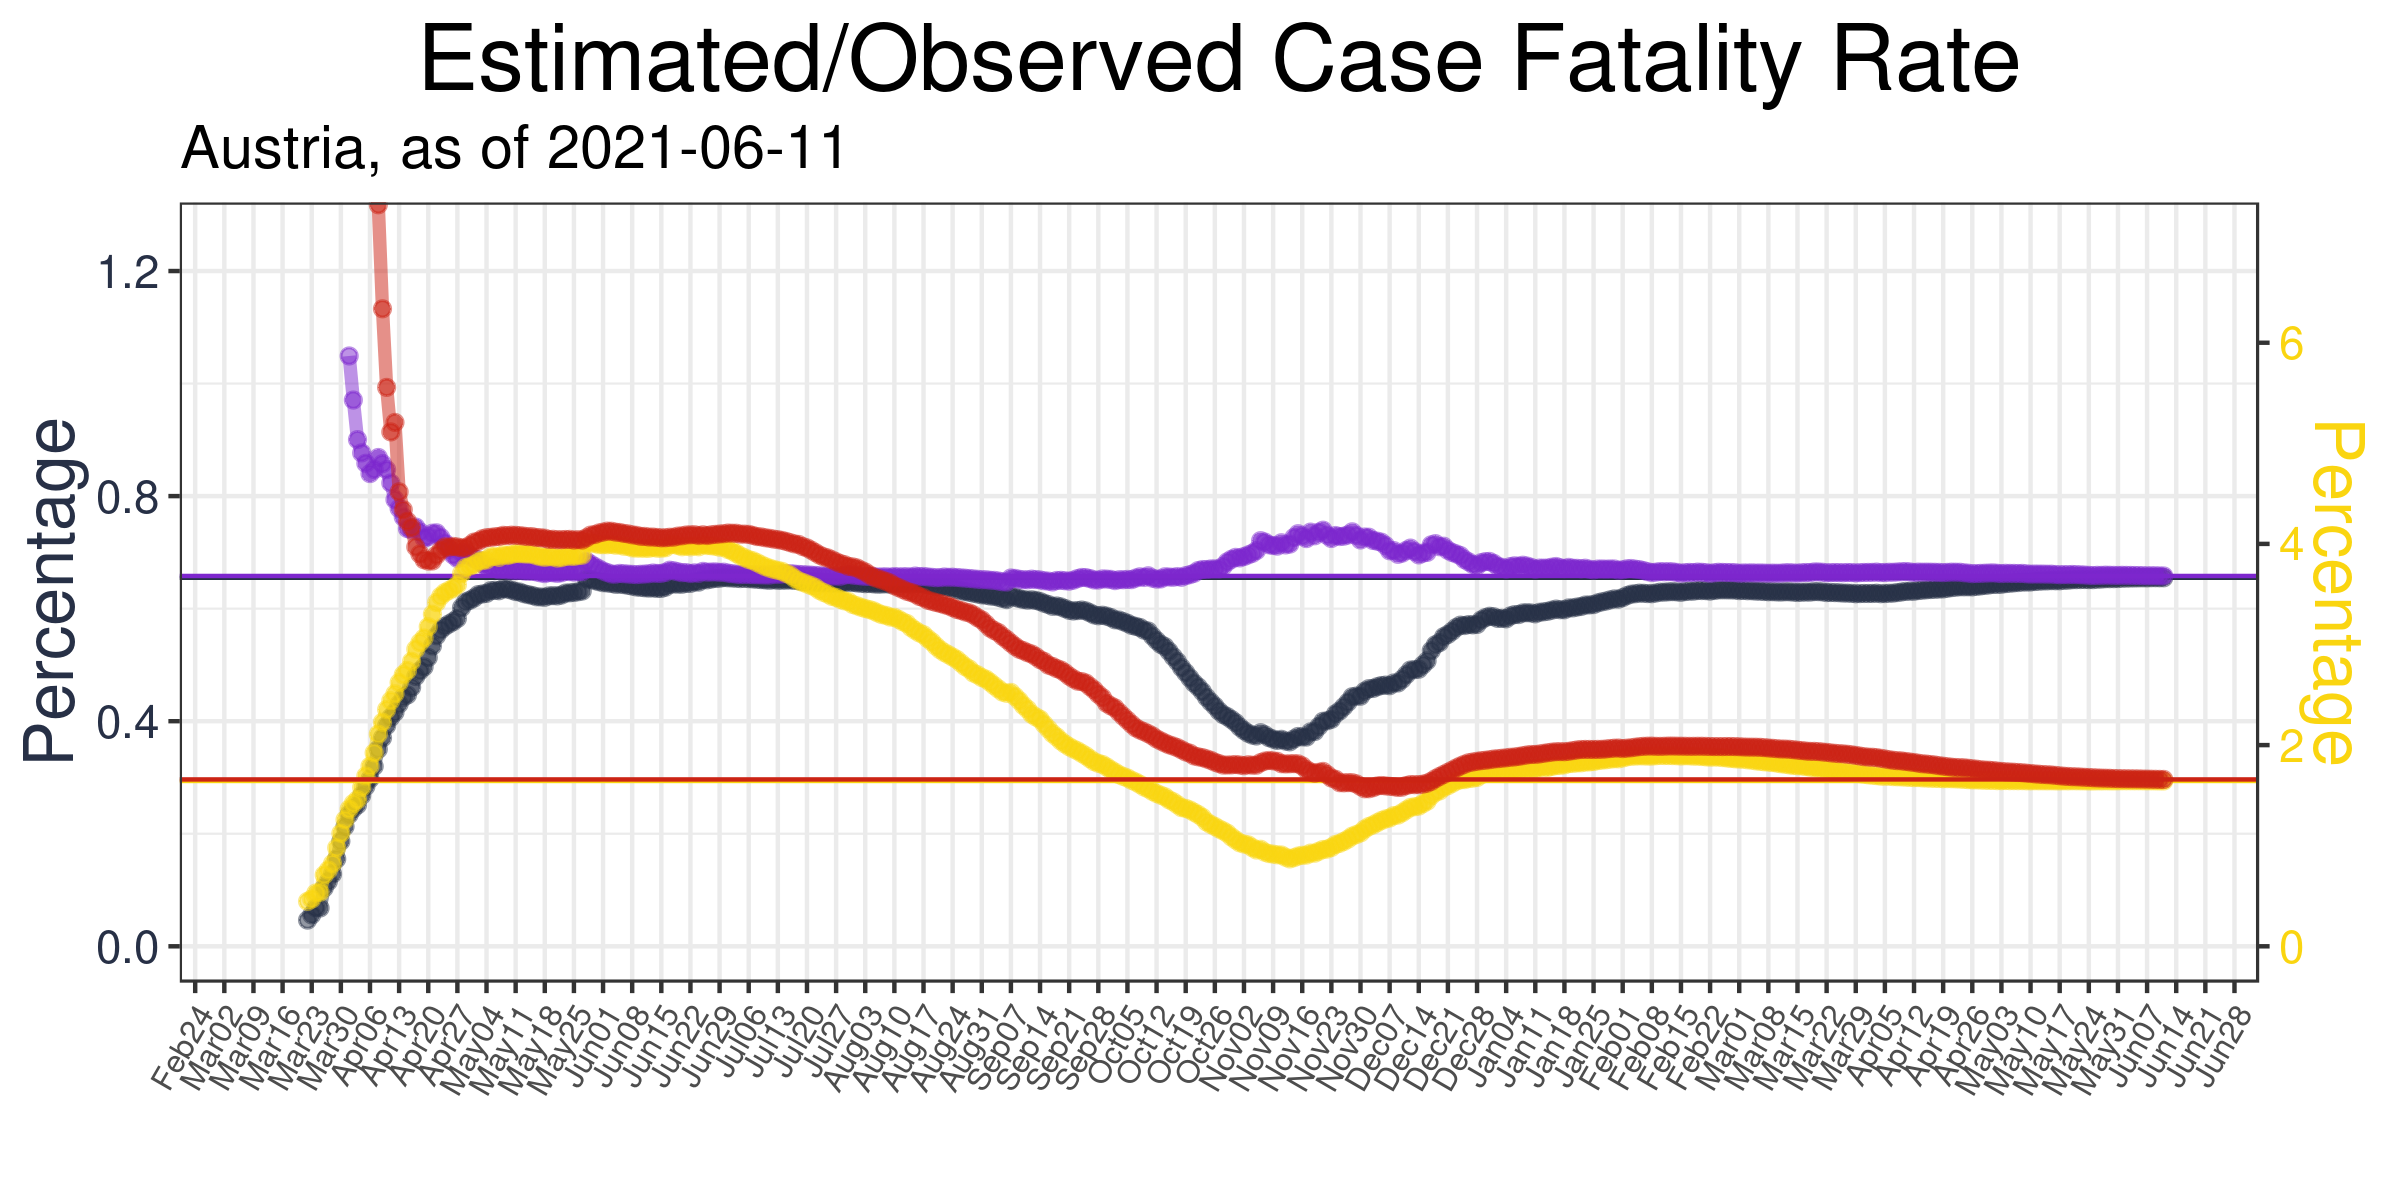 Estimated/Observed Case Fatality Rate
Austria, as of 2021-06-11
Percentage
1.2
0.8
0.4
0.0
6
4
2
0
Percentage
Feb24
Mar02
Mar09
Mar16
Mar23
Mar30
Apr06
Apr13
Apr20
Apr27
May04
May11
May18
May25
Jun01
Jun08
Jun15
Jun22
Jun29
Jul06
Jul13
Jul20
Jul27
Aug03
Aug10
Aug17
Aug24
Aug31
Sep07
Sep14
Sep21
Sep28
Oct05
Oct12
Oct19
Oct26
Nov02
Nov09
Nov16
Nov23
Nov30
Dec07
Dec14
Dec21
Dec28
Jan04
Jan11
Jan18
Jan25
Feb01
Feb08
Feb15
Feb22
Mar01
Mar08
Mar15
Mar22
Mar29
Apr05
Apr12
Apr19
Apr26
May03
May10
May17
May24
May31
Jun07
Jun14
Jun21
Jun28